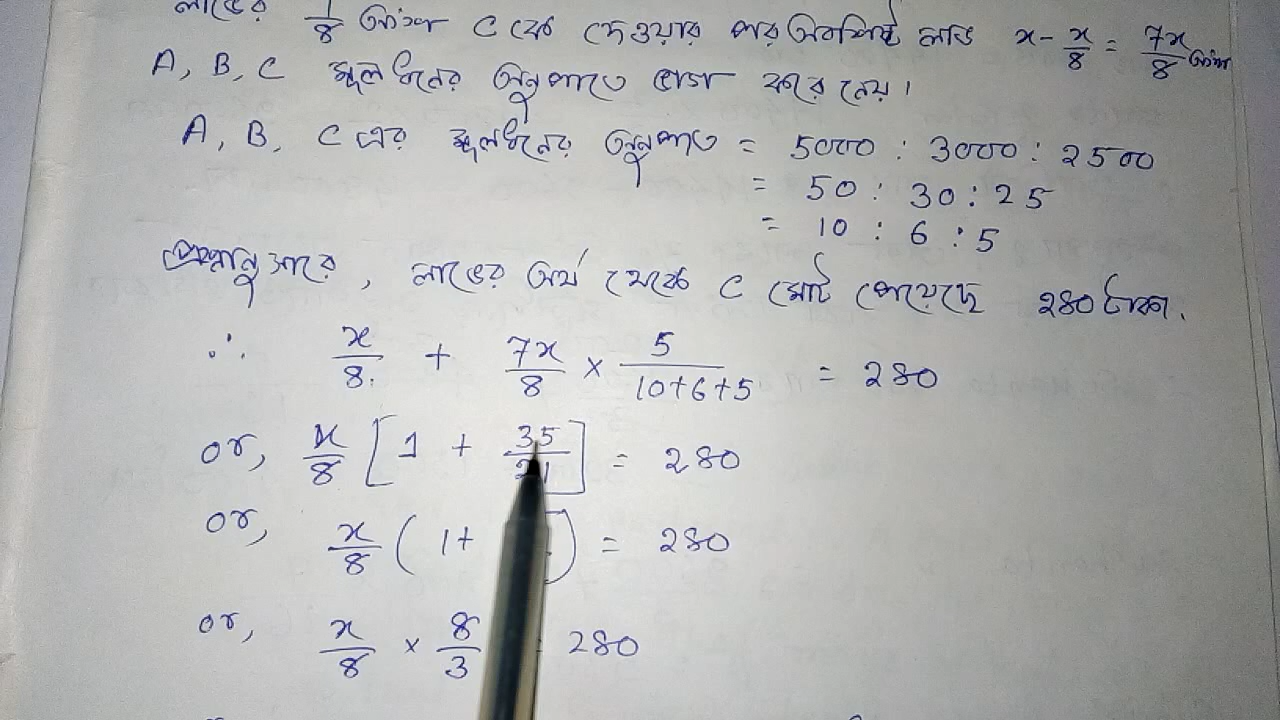 লাভের 1/8 অংশ C কে দেওয়ার পর অবশিষ্ট লাভ x - x/8 = 7x/8 অংশ
A, B, C মূলধনের অনুপাতে ভাগ করে নেয়।
A, B, C এর মূলধনের অনুপাত = 5000 : 3000 : 2500
= 50 : 30 : 25
= 10 : 6 : 5
প্রশ্নানুসারে, লাভের অর্থ থেকে C মোট পেয়েছে 280 টাকা.
∴ x/8. + 7x/8 × 5/10+6+5 = 280
or, x/8 [1 + 35/21] = 280
or, x/8 (1+ ) = 280
or, x/8 × 8/3 = 280